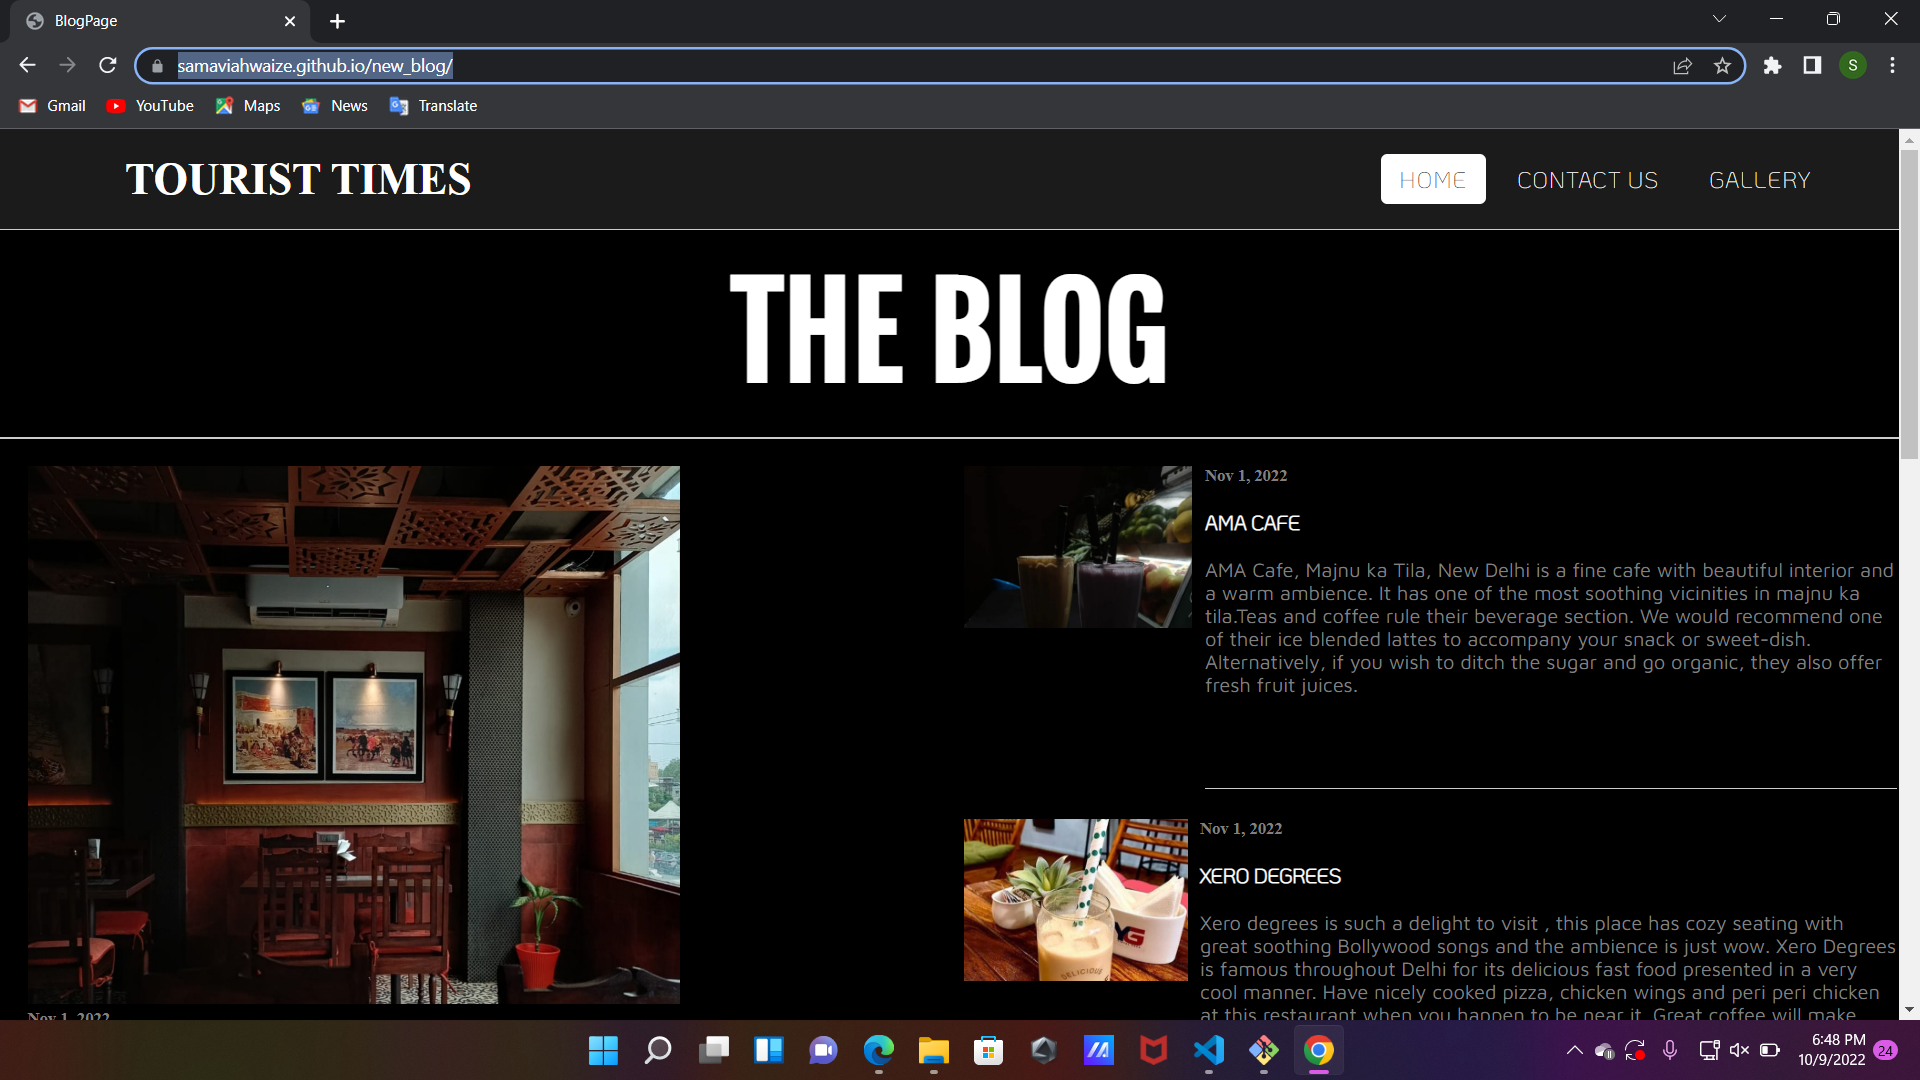 BlogPage
samaviahwaize.github.io/new_blog/
S
Gmail
YouTube
Maps
News
Translate
TOURIST TIMES
HOME
CONTACT US
GALLERY
THE BLOG
Nov 1, 2022
AMA CAFE
AMA Cafe, Majnu ka Tila, New Delhi is a fine cafe with beautiful interior and
a warm ambience. It has one of the most soothing vicinities in majnu ka
tila.Teas and coffee rule their beverage section. We would recommend one
of their ice blended lattes to accompany your snack or sweet-dish.
Alternatively, if you wish to ditch the sugar and go organic, they also offer
fresh fruit juices.
Nov 1, 2022
XERO DEGREES
Xero degrees is such a delight to visit , this place has cozy seating with
great soothing Bollywood songs and the ambience is just wow. Xero Degrees
is famous throughout Delhi for its delicious fast food presented in a very
cool manner. Have nicely cooked pizza, chicken wings and peri peri chicken
at this restaurant when you happen to be near it. Great coffee will make
DELICIOUS
Nov 1, 2022
6:48 PM
10/9/2022
24